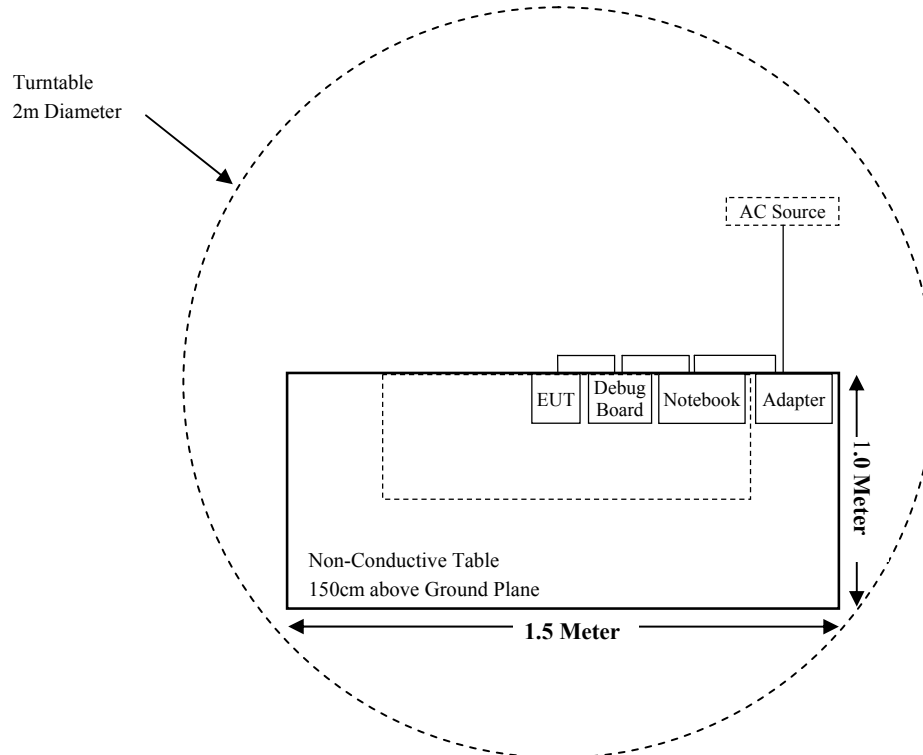 Turntable
2m Diameter
AC Source
EUT
Debug
Board
Notebook
Adapter
1.0 Meter
Non-Conductive Table
150cm above Ground Plane
1.5 Meter